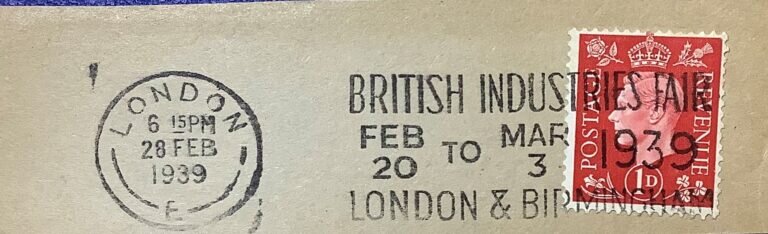 LONDON
6 15PM
28 FEB
1939
E
BRITISH INDUSTRIES FAIR
FEB 20 TO MAR 3 1939
LONDON & BIRMINGHAM
POSTAGE
REVENUE
1D